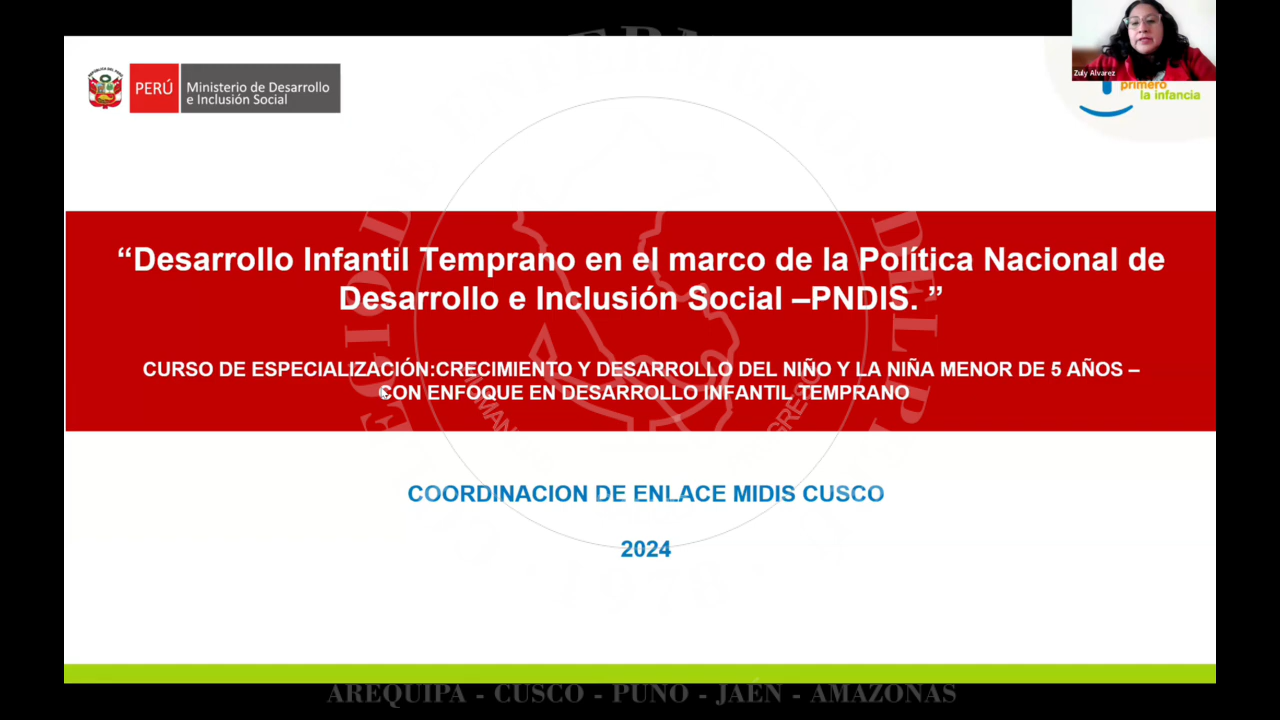 Zuly Alvarez
PERÚ
Ministerio de Desarrollo
e Inclusión Social
primero
la infancia
“Desarrollo Infantil Temprano en el marco de la Política Nacional de
Desarrollo e Inclusión Social –PNDIS. ”
CURSO DE ESPECIALIZACIÓN:CRECIMIENTO Y DESARROLLO DEL NIÑO Y LA NIÑA MENOR DE 5 AÑOS –
CON ENFOQUE EN DESARROLLO INFANTIL TEMPRANO
COORDINACION DE ENLACE MIDIS CUSCO
2024
AREQUIPA - CUSCO - PUNO - JAÉN - AMAZONAS